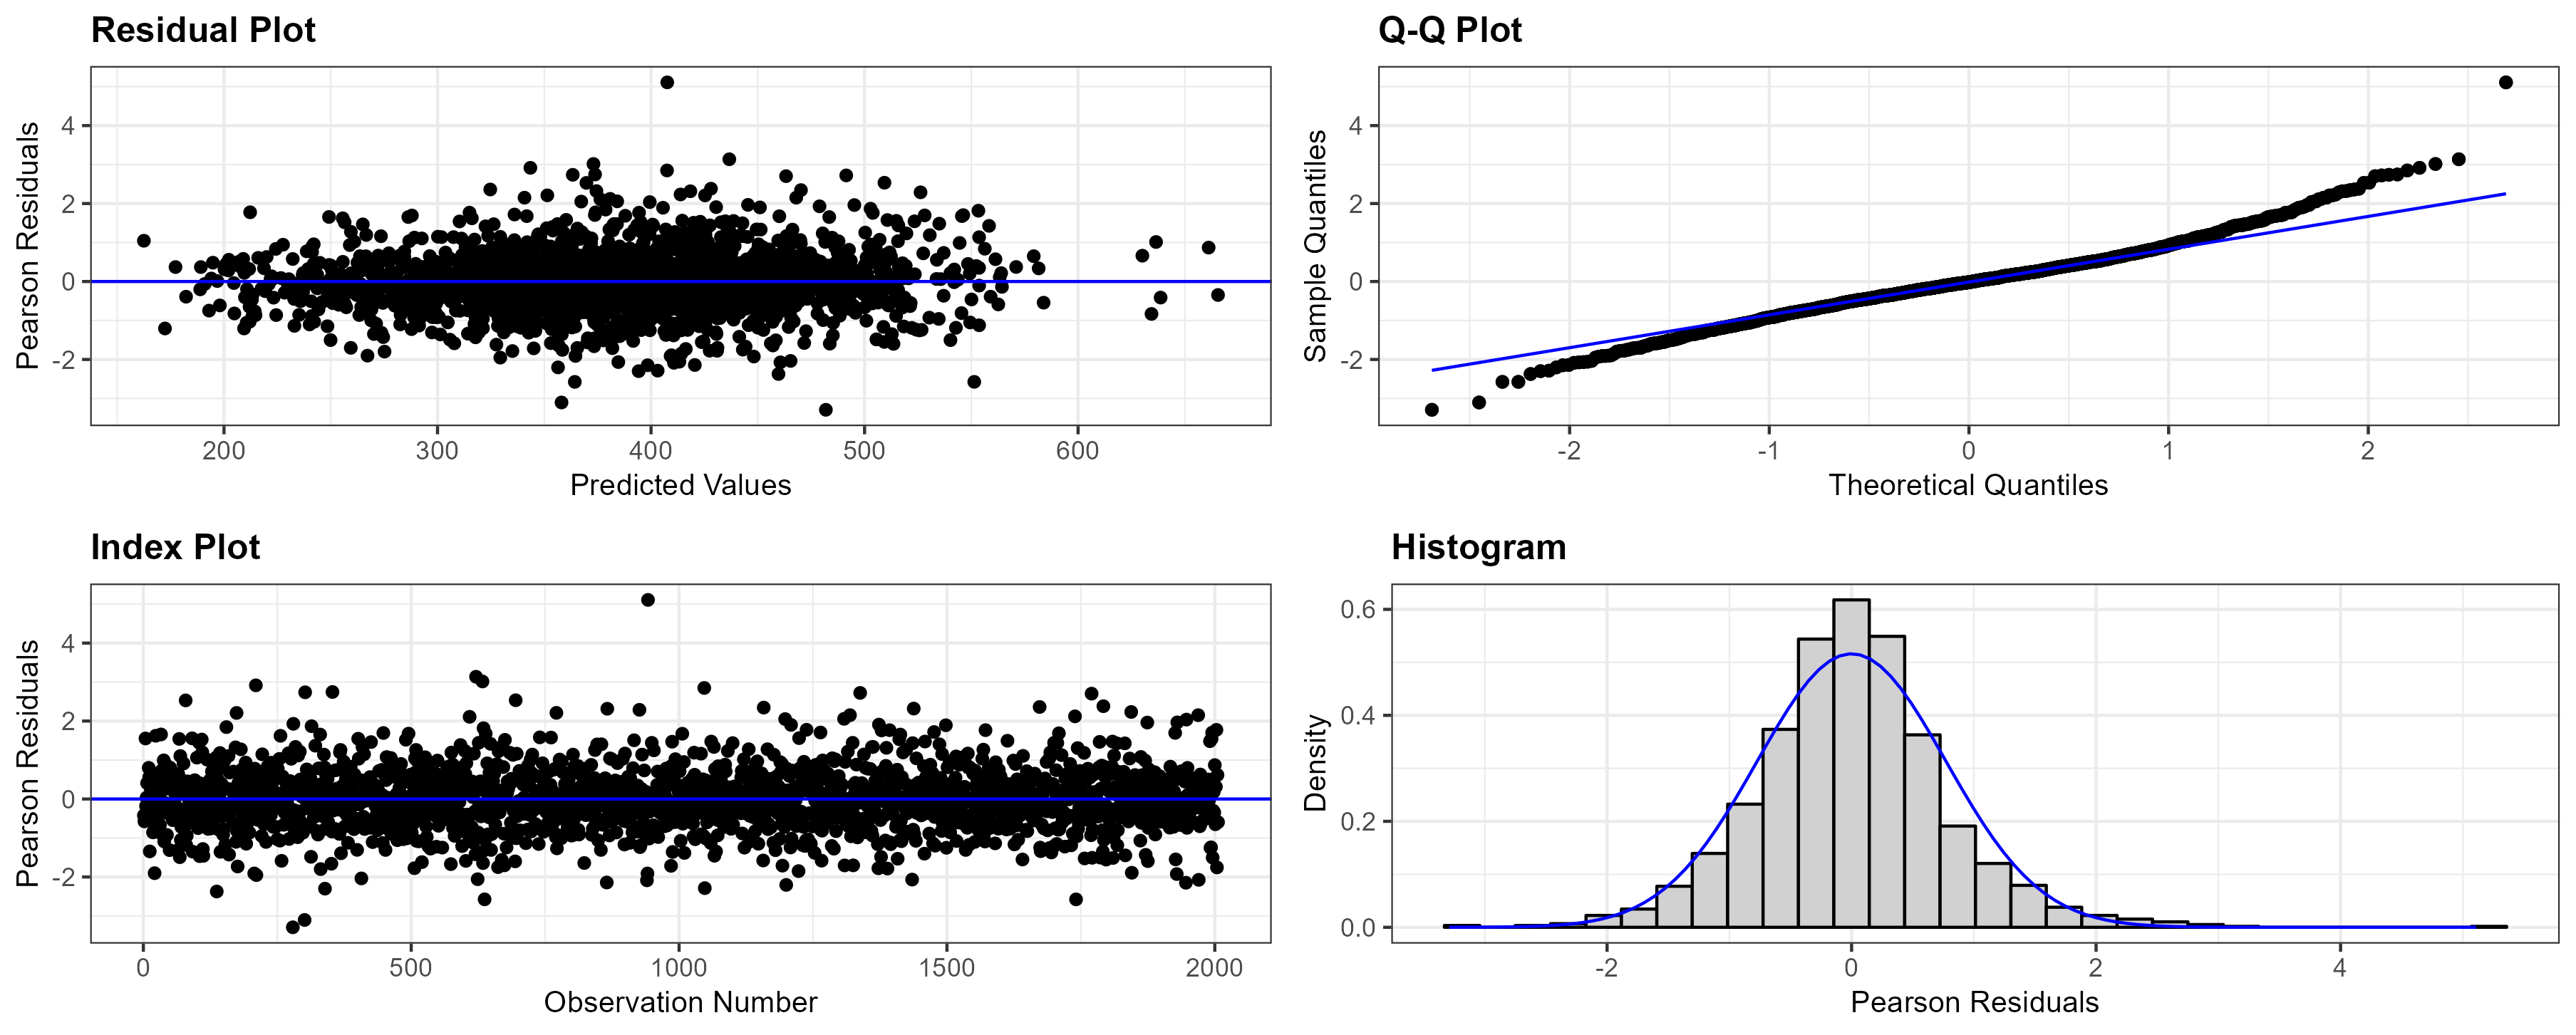 Residual Plot
Pearson Residuals
4
2
0
-2
200 300 400 500 600
Predicted Values
Q-Q Plot
Sample Quantiles
4
2
0
-2
-2 -1 0 1 2
Theoretical Quantiles
Index Plot
Pearson Residuals
4
2
0
-2
0 500 1000 1500 2000
Observation Number
Histogram
Density
0.6
0.4
0.2
0.0
-2 0 2 4
Pearson Residuals